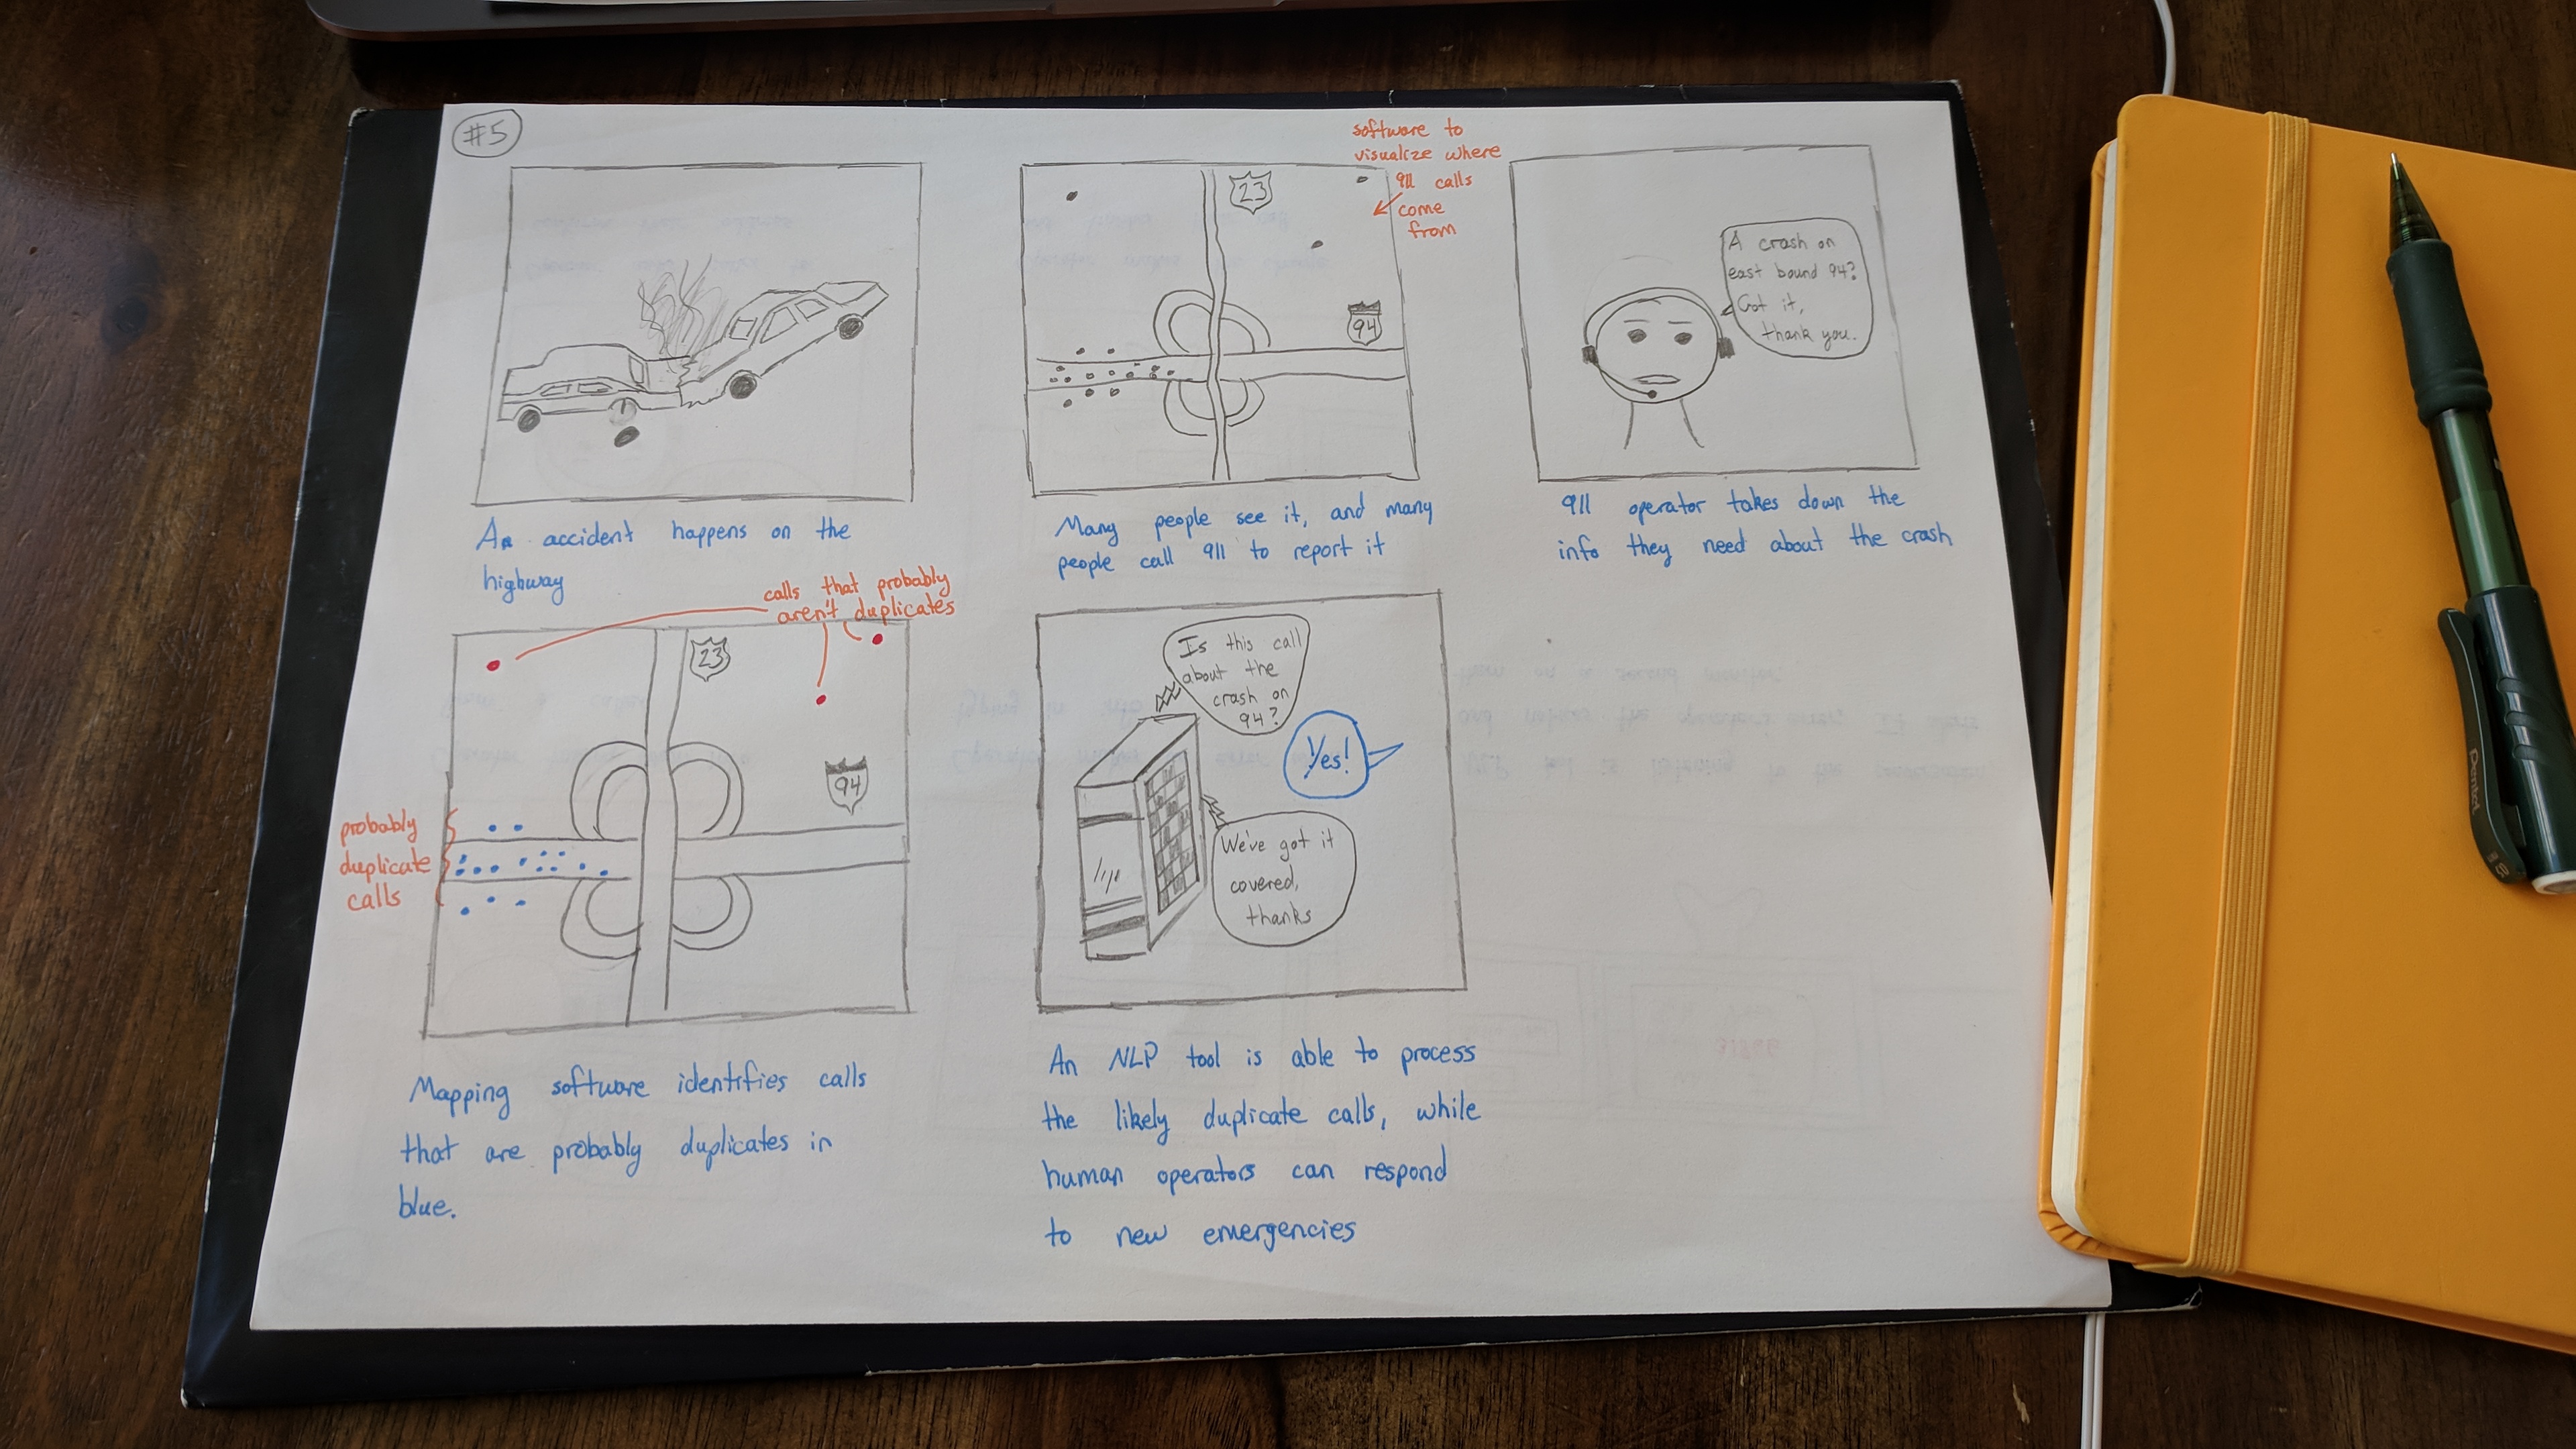 #5
software to
visualize where
911 calls
come
from
23
94
A crash on
east bound 94?
Got it,
thank you.
An accident happens on the
highway
Many people see it, and many
people call 911 to report it
911 operator takes down the
info they need about the crash
calls that probably
aren't duplicates
23
94
probably
duplicate
calls
Is this call
about the
crash on
94?
Yes!
We've got it
covered,
thanks
Mapping software identifies calls
that are probably duplicates in
blue.
An NLP tool is able to process
the likely duplicate calls, while
human operators can respond
to new emergencies
Pentel